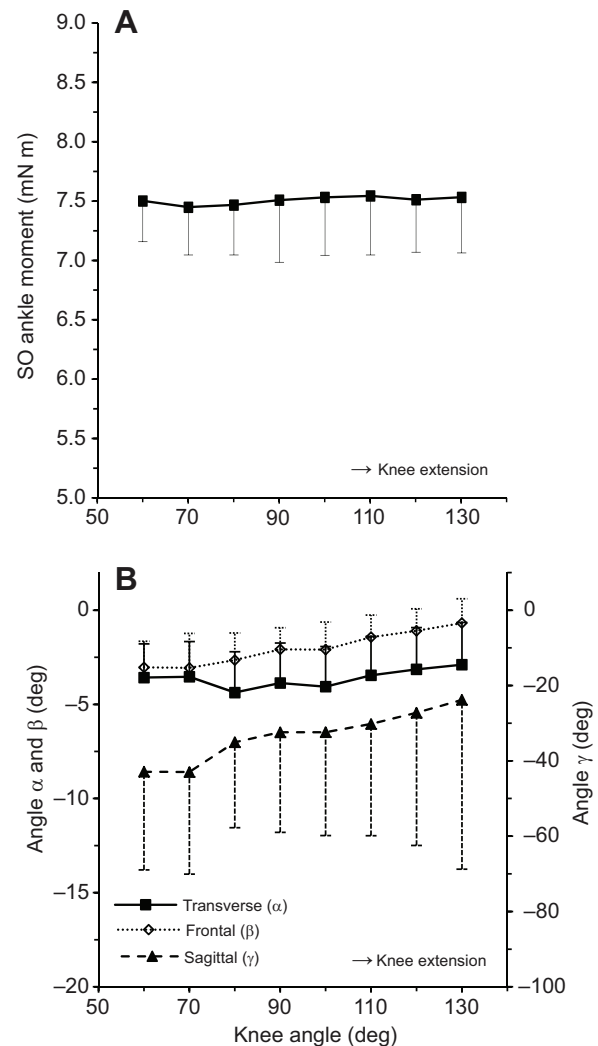 A
9.0
8.5
8.0
7.5
7.0
6.5
6.0
5.5
5.0
SO ankle moment (mN m)
→ Knee extension
50 70 90 110 130
B
0
–5
–10
–15
–20
Angle α and β (deg)
0
–20
–40
–60
–80
–100
Angle γ (deg)
Transverse (α)
Frontal (β)
Sagittal (γ)
→ Knee extension
50 70 90 110 130
Knee angle (deg)